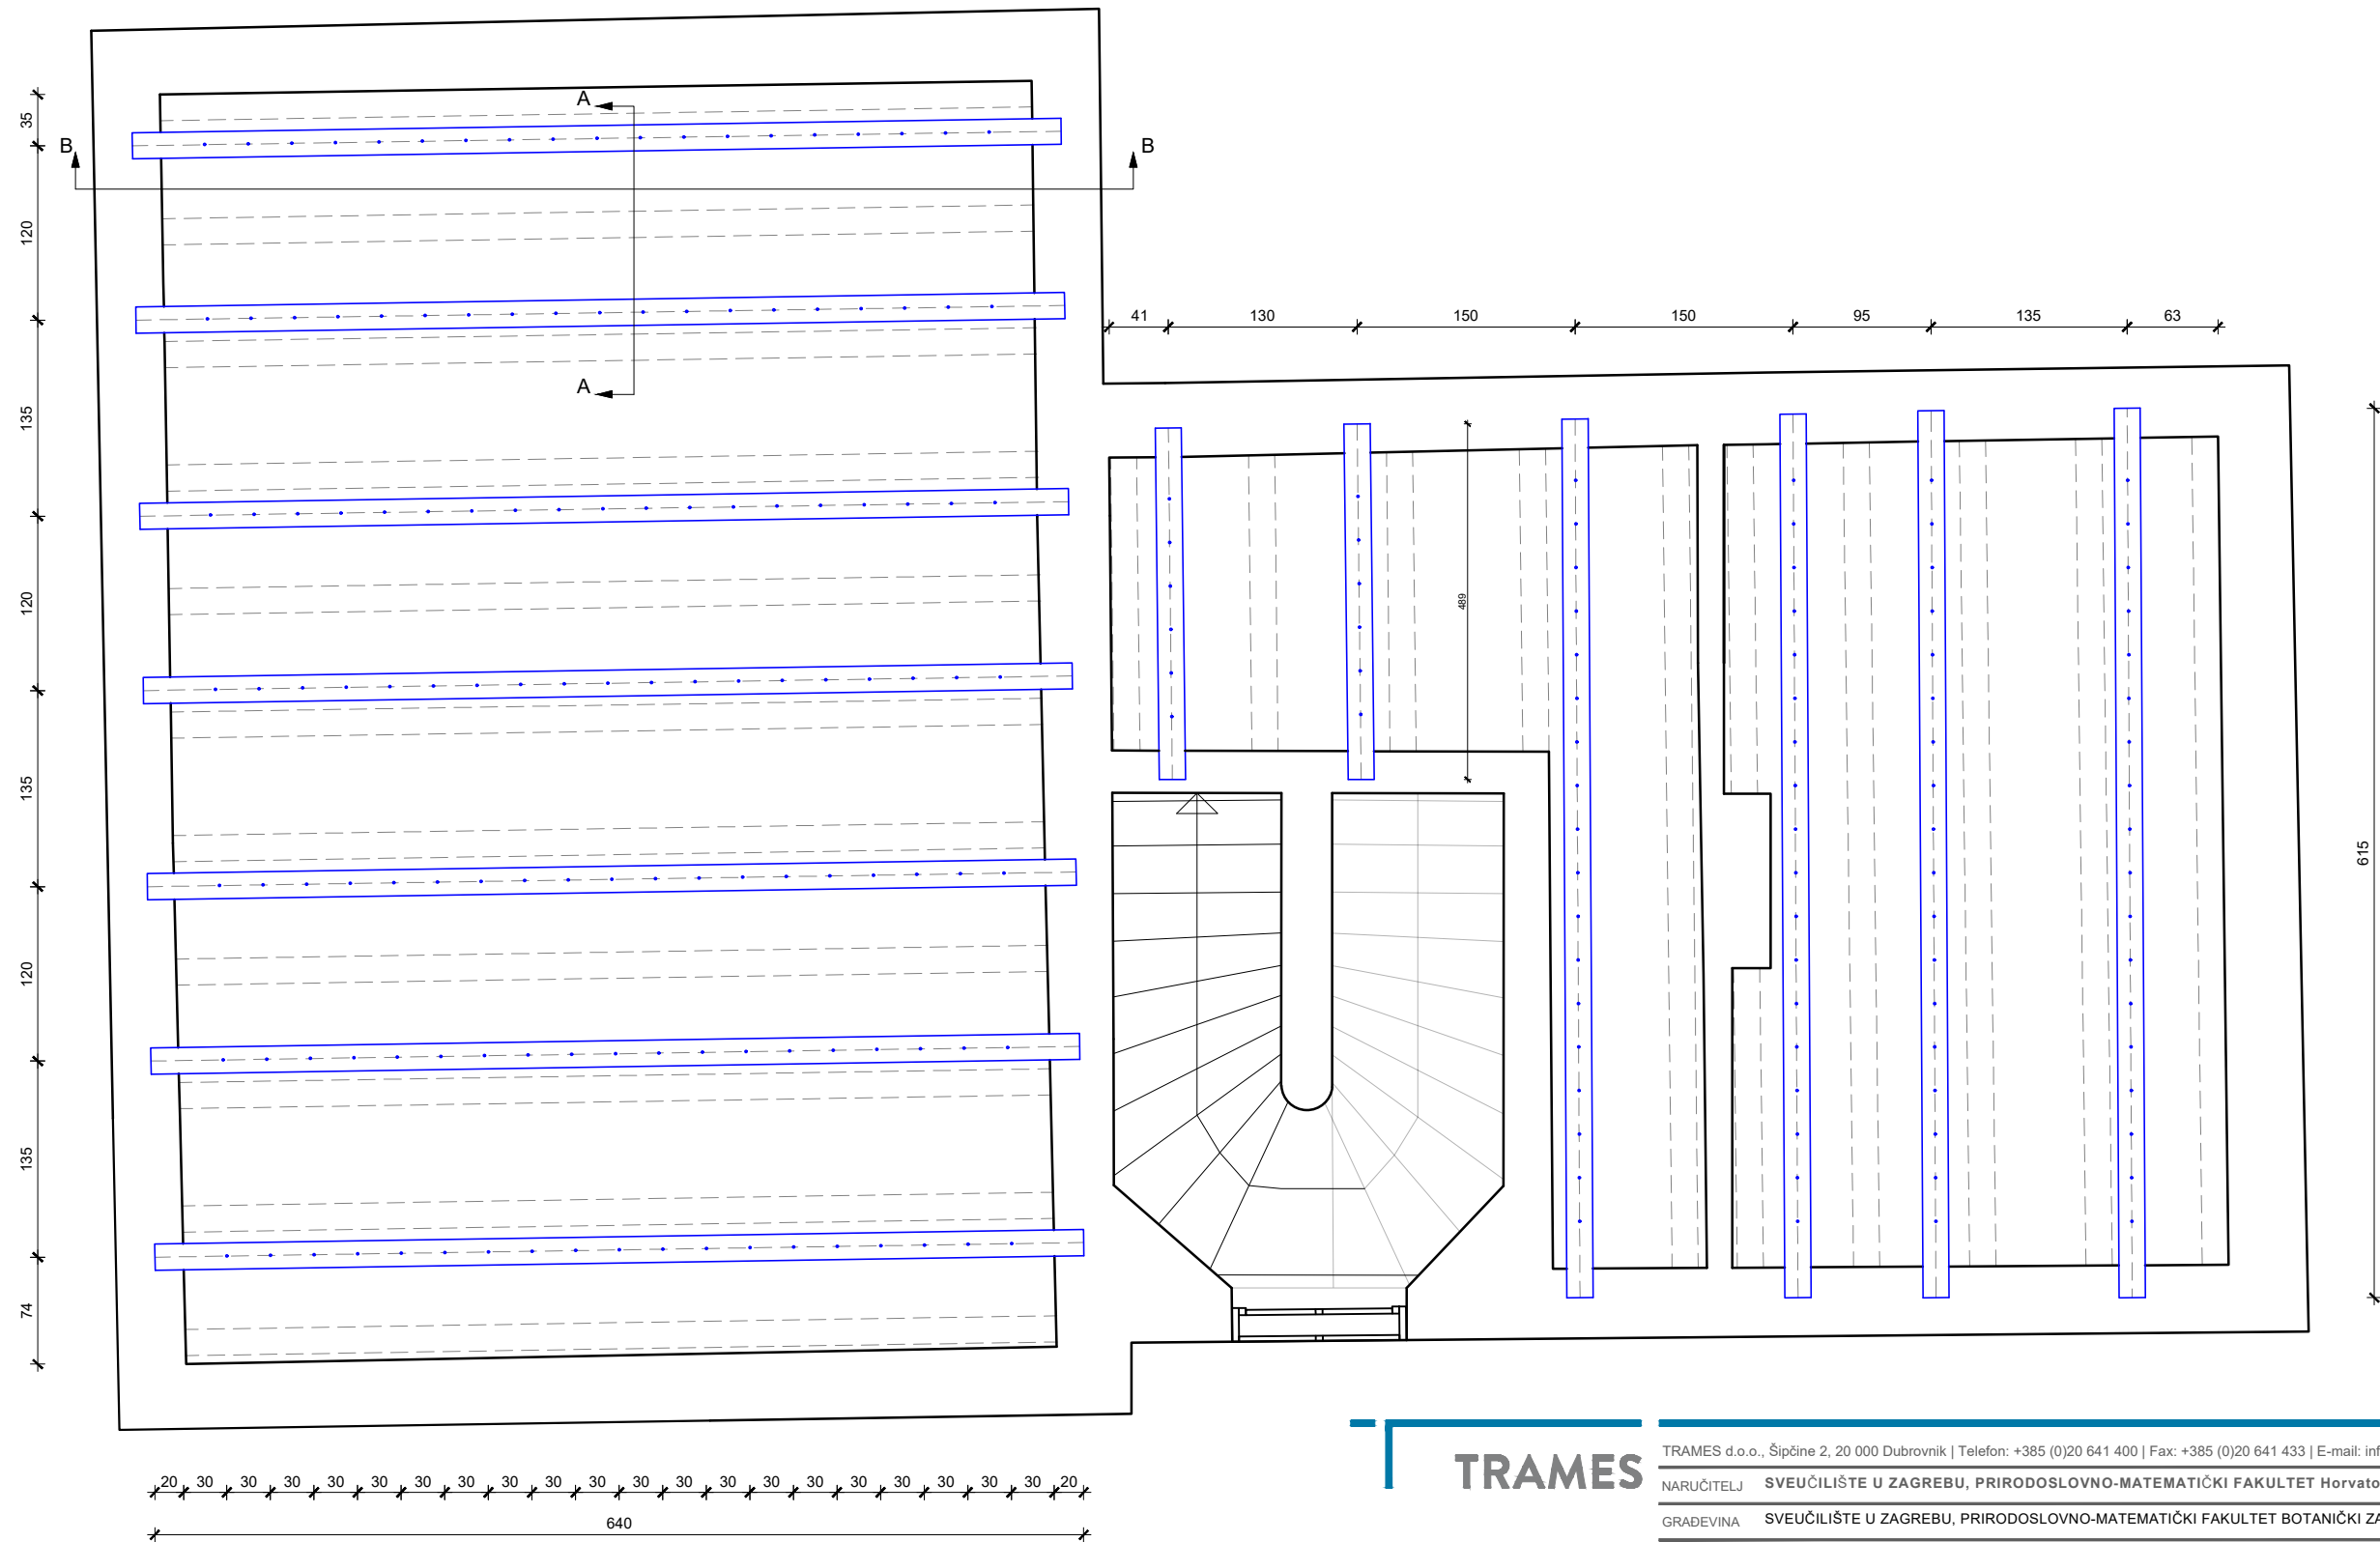 A
B
B
A
35
120
135
120
135
120
135
74
41 130 150 150 95 135 63
489
615
20 30 30 30 30 30 30 30 30 30 30 30 30 30 30 30 30 30 30 30 30 20
640
TRAMES
TRAMES d.o.o., Šipčine 2, 20 000 Dubrovnik | Telefon: +385 (0)20 641 400 | Fax: +385 (0)20 641 433 | E-mail: inf
NARUČITELJ SVEUČILIŠTE U ZAGREBU, PRIRODOSLOVNO-MATEMATIČKI FAKULTET Horvato
GRAĐEVINA SVEUČILIŠTE U ZAGREBU, PRIRODOSLOVNO-MATEMATIČKI FAKULTET BOTANIČKI ZA